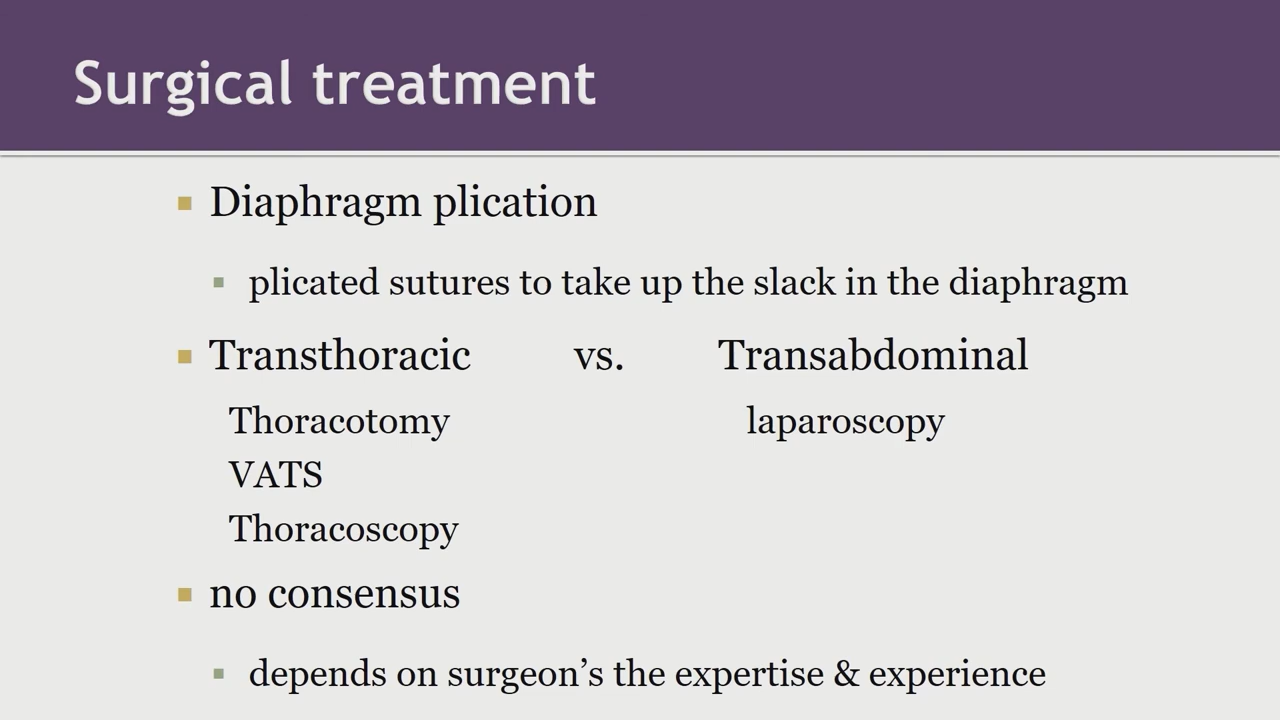 Surgical treatment
Diaphragm plication
plicated sutures to take up the slack in the diaphragm
Transthoracic vs. Transabdominal
Thoracotomy laparoscopy
VATS
Thoracoscopy
no consensus
depends on surgeon’s the expertise & experience